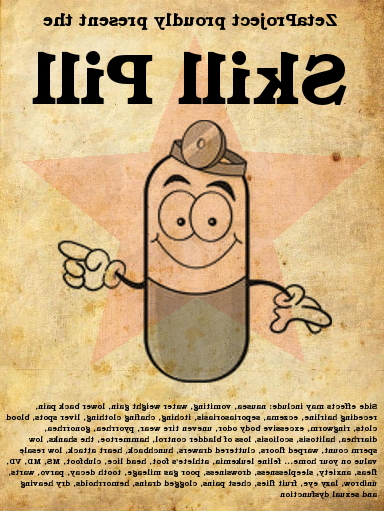 ZetaProject proudly present the
Skill Pill
Side effects may include: nausea, vomiting, water weight gain, lower back pain,
receding hairline, eczema, seporrioriasis, itching, chafing clothing, liver spots, blood
clots, ringworm, excessive body odor, uneven tire wear, pyorrhea, gonorrhea,
diarrhea, halitosis, scoliosis, loss of bladder control, hammertoe, the shanks, low
sperm count, warped floors, cluttered drawers, hunchback, heart attack, low resale
value on your home... feline leukemia, athlete's foot, head lice, clubfoot, MS, MD, VD,
fleas, anxiety, sleeplessness, drowsiness, poor gas mileage, tooth decay, parvo, warts,
unibrow, lazy eye, fruit flies, chest pains, clogged drains, hemorrhoids, dry heaving
and sexual dysfunction